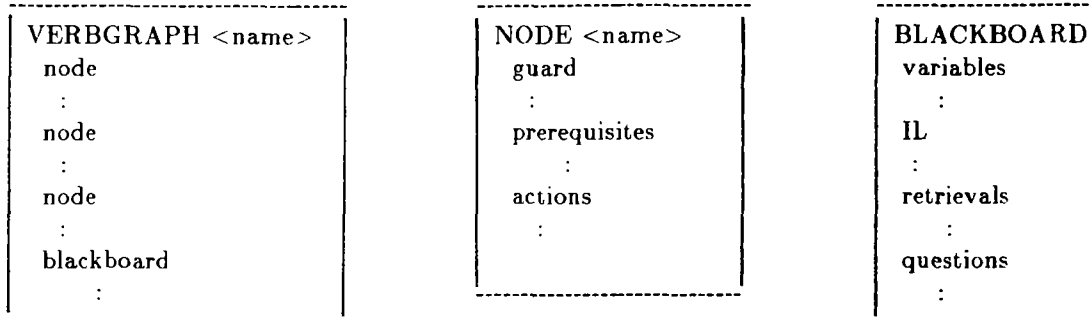 VERBGRAPH <name>
node
:
node
:
node
:
blackboard
:
NODE <name>
guard
:
prerequisites
:
actions
:
BLACKBOARD
variables
:
IL
:
retrievals
:
questions
: